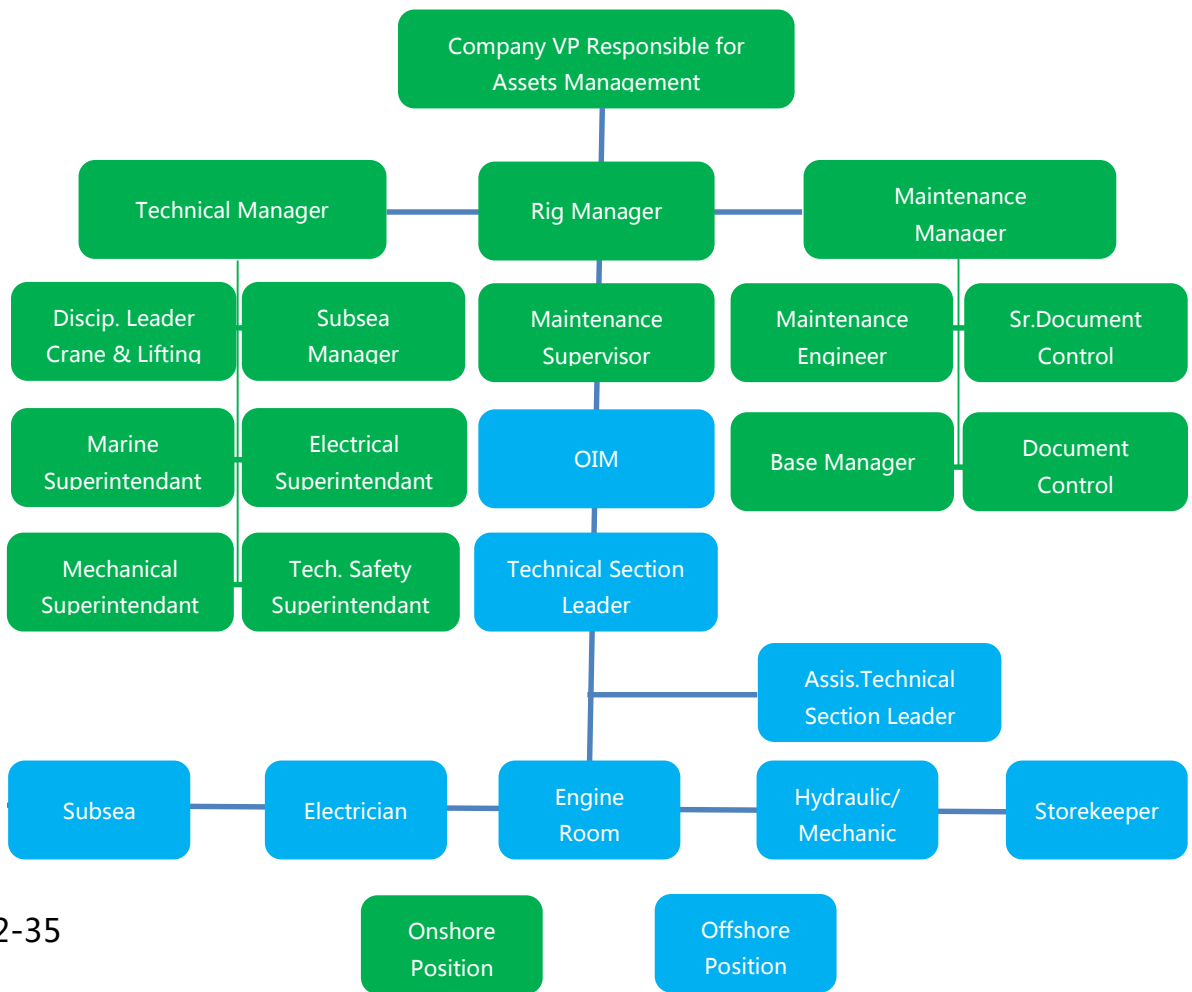 Company VP Responsible for
Assets Management
Technical Manager
Rig Manager
Maintenance
Manager
Discip. Leader
Crane & Lifting
Subsea
Manager
Maintenance
Supervisor
Maintenance
Engineer
Sr.Document
Control
Marine
Superintendant
Electrical
Superintendant
OIM
Base Manager
Document
Control
Mechanical
Superintendant
Tech. Safety
Superintendant
Technical Section
Leader
Assis.Technical
Section Leader
Subsea
Electrician
Engine
Room
Hydraulic/
Mechanic
Storekeeper
2-35
Onshore
Position
Offshore
Position